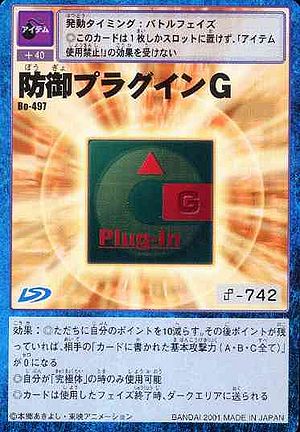 アイテム
+40
発動タイミング：バトルフェイズ
◇このカードは1枚しかスロットに置けず、「アイテム
使用禁止！」の効果を受けない
ぼう ぎょ
防御プラグインG
Bo-497
G
Plug-in
-742
効果：◇ただちに自分のポイントを10減らす。その後ポイントが残
っていれば、相手の「カードに書かれた基本攻撃力（A・B・C全て）」
が0になる
◇自分が「究極体」の時のみ使用可能
◇カードは使用したフェイズ終了時、ダークエリアに送られる
©本郷あきよし・東映アニメーション
BANDAI 2001 MADE IN JAPAN